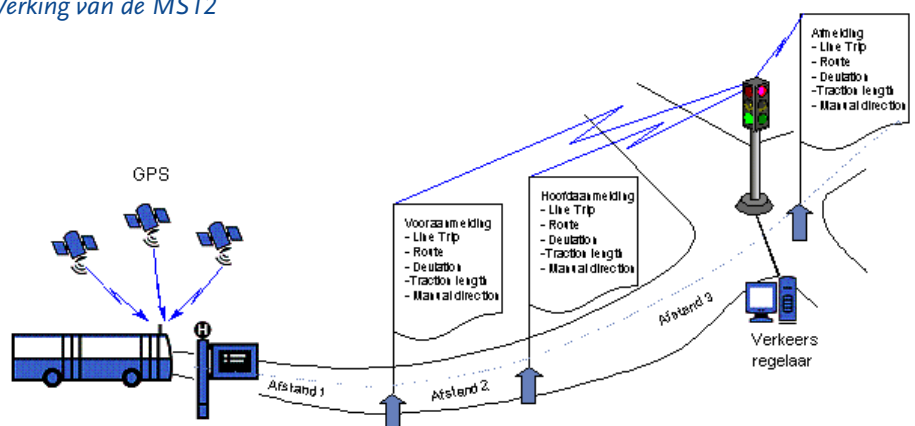 Werking van de MST2
GPS
H
Vooraanmelding
- Line Trip
- Route
- Deviation
-Traction length
- Manual direction
Hoofdaanmelding
- Line Trip
- Route
- Deviation
-Traction length
- Manual direction
Afmelding
- Line Trip
- Route
- Deviation
-Traction length
- Manual direction
Afstand 1
Afstand 2
Afstand 3
Verkeers
regelaar